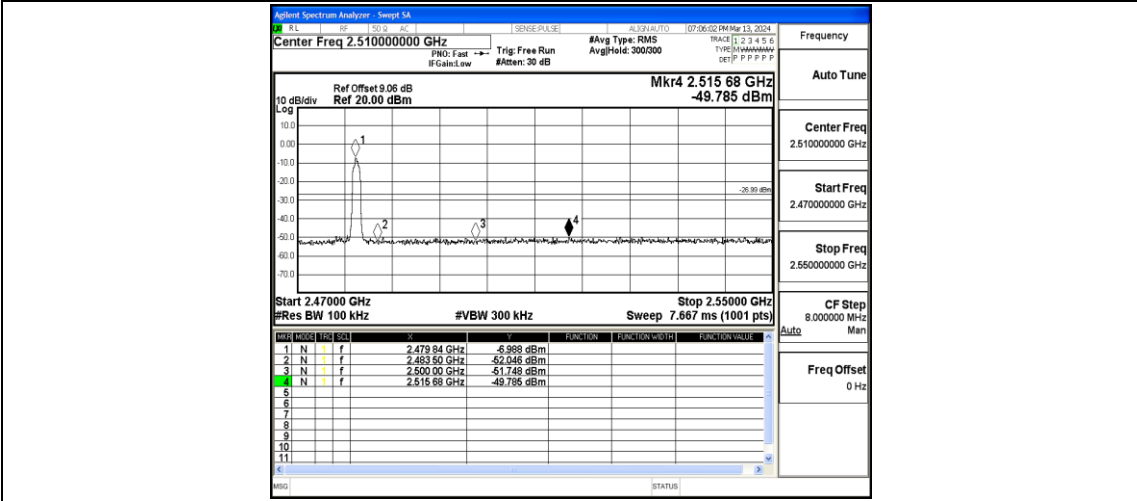 Agilent Spectrum Analyzer - Swept SA
RL RF 50 Ω AC SENSE:PULSE ALIGNAUTO 07:06:02 PM Mar 13, 2024
Center Freq 2.510000000 GHz
PNO: Fast
IFGain:Low
Trig: Free Run
#Atten: 30 dB
#Avg Type: RMS
Avg|Hold: 300/300
TRACE 1 2 3 4 5 6
TYPE MWWWWW
DET P P P P P P
Frequency
Auto Tune
Center Freq
2.510000000 GHz
Start Freq
2.470000000 GHz
Stop Freq
2.550000000 GHz
CF Step
8.000000 MHz
Auto Man
Freq Offset
0 Hz
Mkr4 2.515 68 GHz
-49.785 dBm
Ref Offset 9.06 dB
10 dB/div Ref 20.00 dBm
Log
10.0
0.00
-10.0
-20.0
-30.0
-40.0
-50.0
-60.0
-70.0
1
2
3
4
-26.99 dBm
Start 2.47000 GHz Stop 2.55000 GHz
#Res BW 100 kHz #VBW 300 kHz Sweep 7.667 ms (1001 pts)
MKR MODE TRC SCL X Y FUNCTION FUNCTION WIDTH FUNCTION VALUE
1 N 1 f 2.479 84 GHz -6.988 dBm
2 N 1 f 2.483 50 GHz -52.046 dBm
3 N 1 f 2.500 00 GHz -51.748 dBm
4 N 1 f 2.515 68 GHz -49.785 dBm
5
6
7
8
9
10
11
MSG STATUS